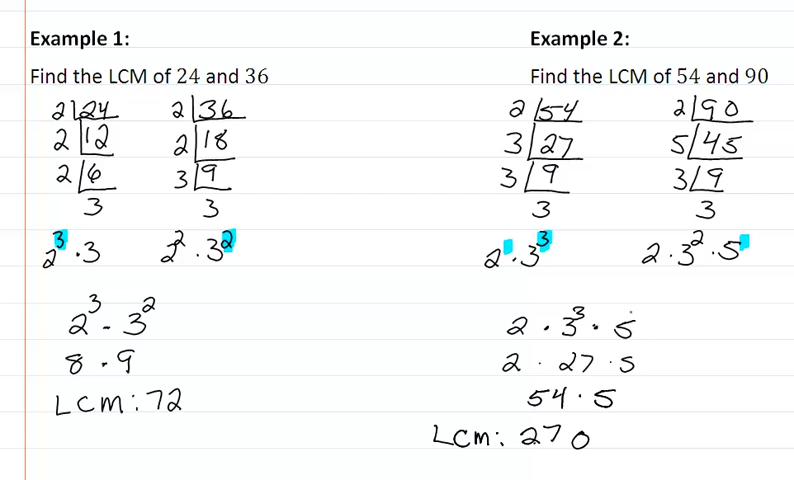 Example 1:
Find the LCM of 24 and 36
2 24
2 12
2 6
3
2 36
2 18
3 9
3
2³ · 3
2² · 3²
2³ · 3²
8 · 9
LCM: 72
Example 2:
Find the LCM of 54 and 90
2 54
3 27
3 9
3
2 90
5 45
3 9
3
2 · 3³
2 · 3² · 5
2 · 3³ · 5
2 · 27 · 5
54 · 5
LCM: 270